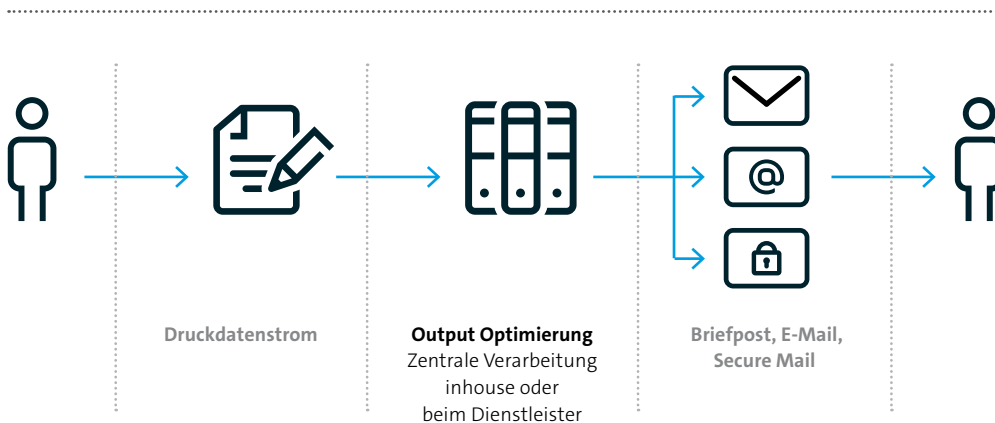 Druckdatenstrom
Output Optimierung
Zentrale Verarbeitung
inhouse oder
beim Dienstleister
Briefpost, E-Mail,
Secure Mail
@